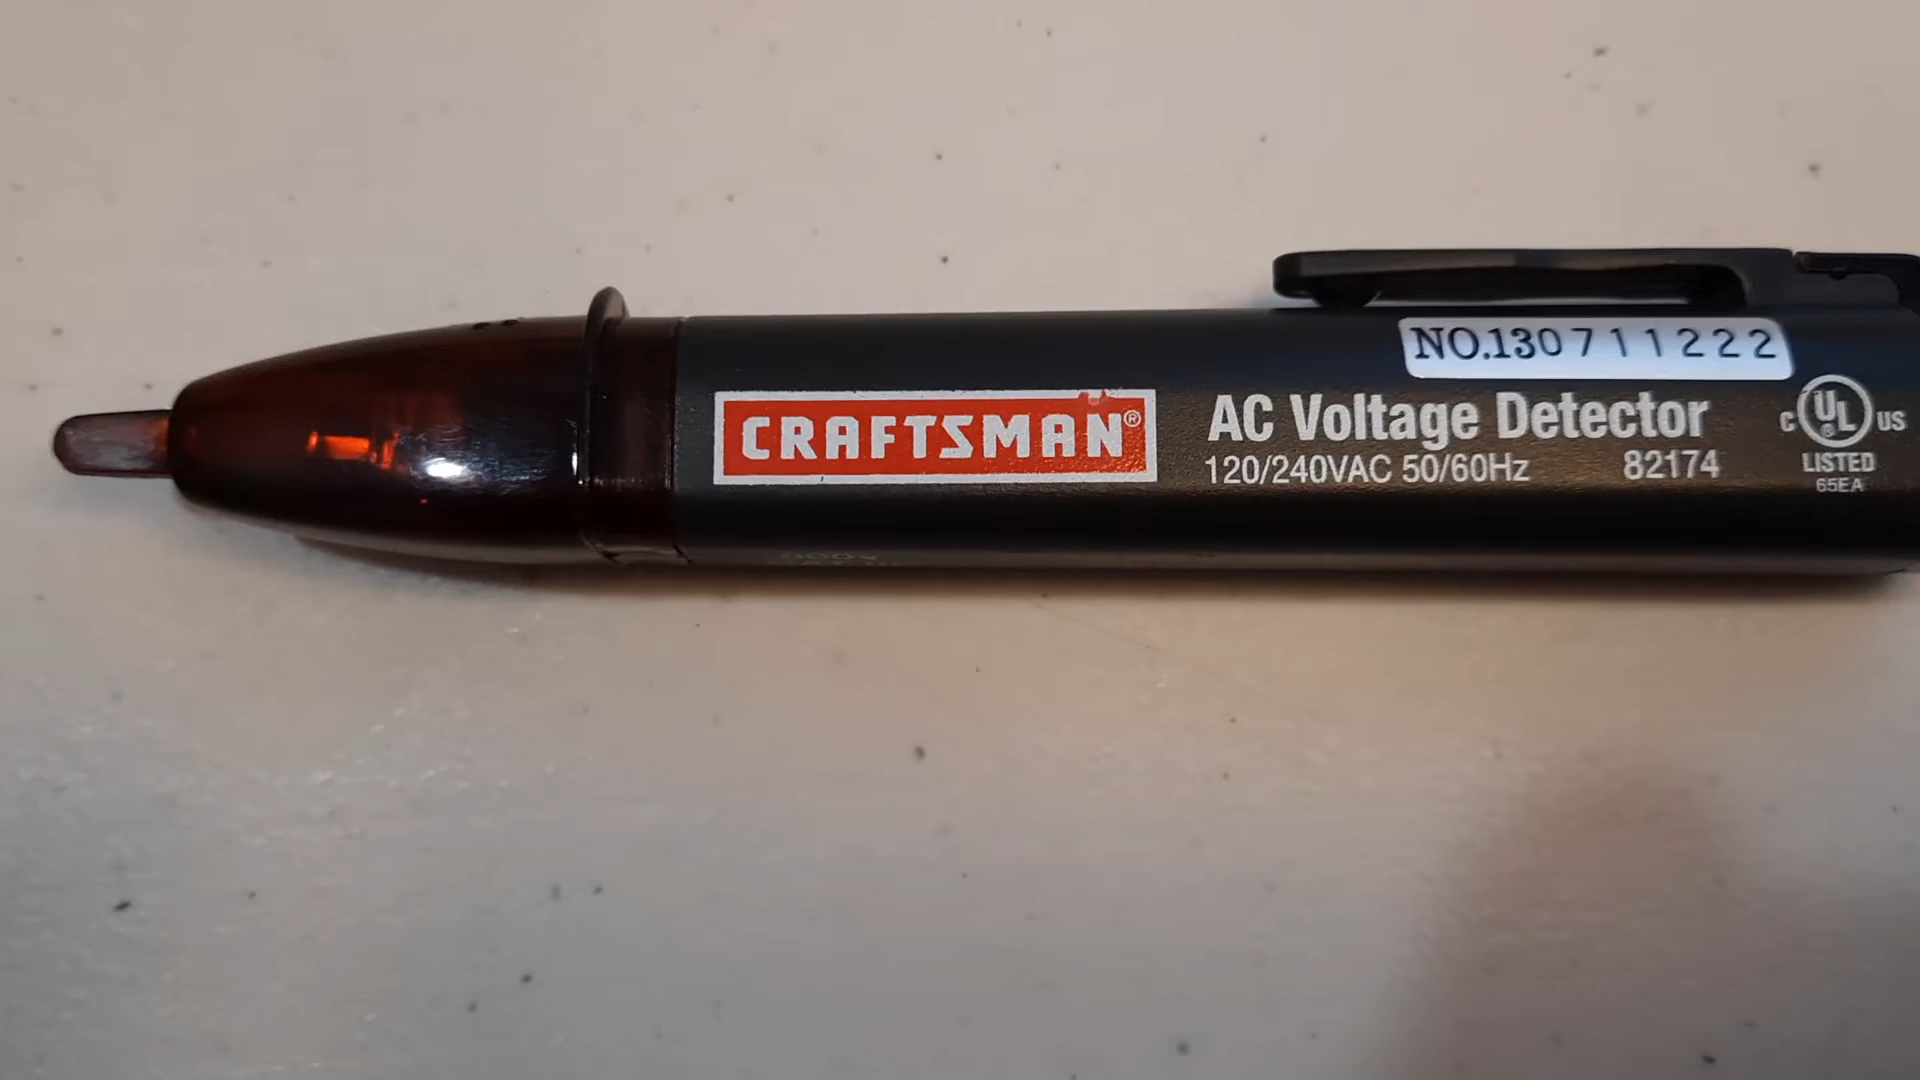 NO.130711222
CRAFTSMAN®
AC Voltage Detector
120/240VAC 50/60Hz 82174
C UL® US
LISTED
65EA